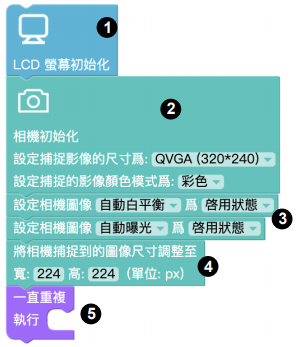 1
LCD 螢幕初始化
2
相機初始化
設定捕捉影像的尺寸爲: QVGA (320*240)
設定捕捉的影像顏色模式爲: 彩色
設定相機圖像 自動白平衡 爲 啓用狀態
3
設定相機圖像 自動曝光 爲 啓用狀態
將相機捕捉到的圖像尺寸調整至
4
寬: 224 高: 224 (單位: px)
一直重複
5
執行